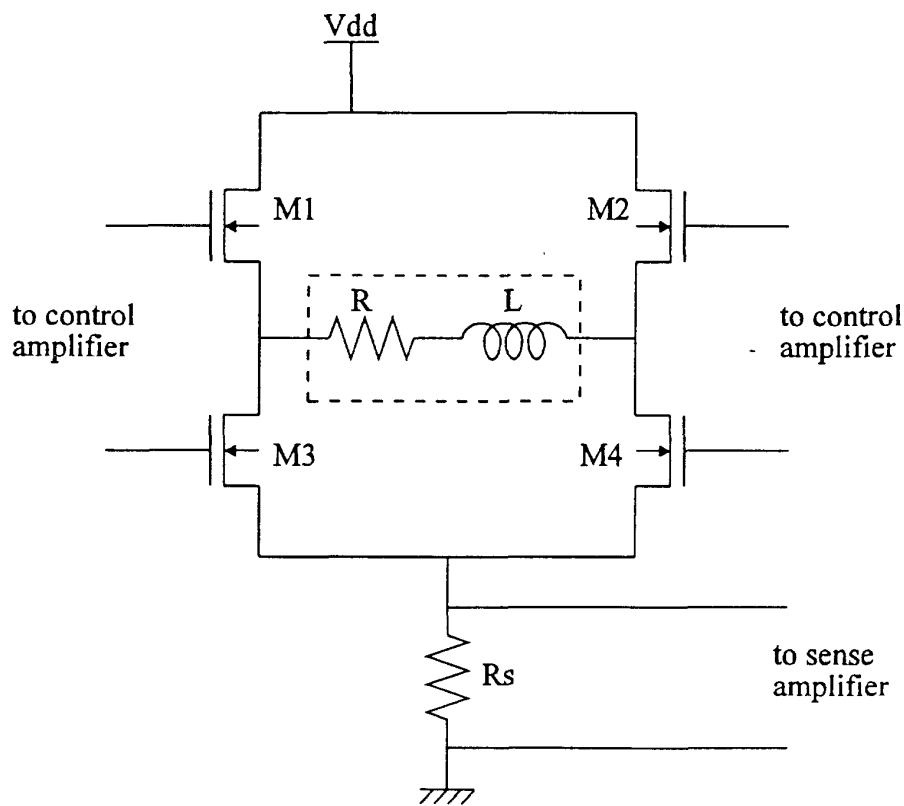 Vdd
M1
M2
R
L
to control
amplifier
to control
amplifier
M3
M4
Rs
to sense
amplifier